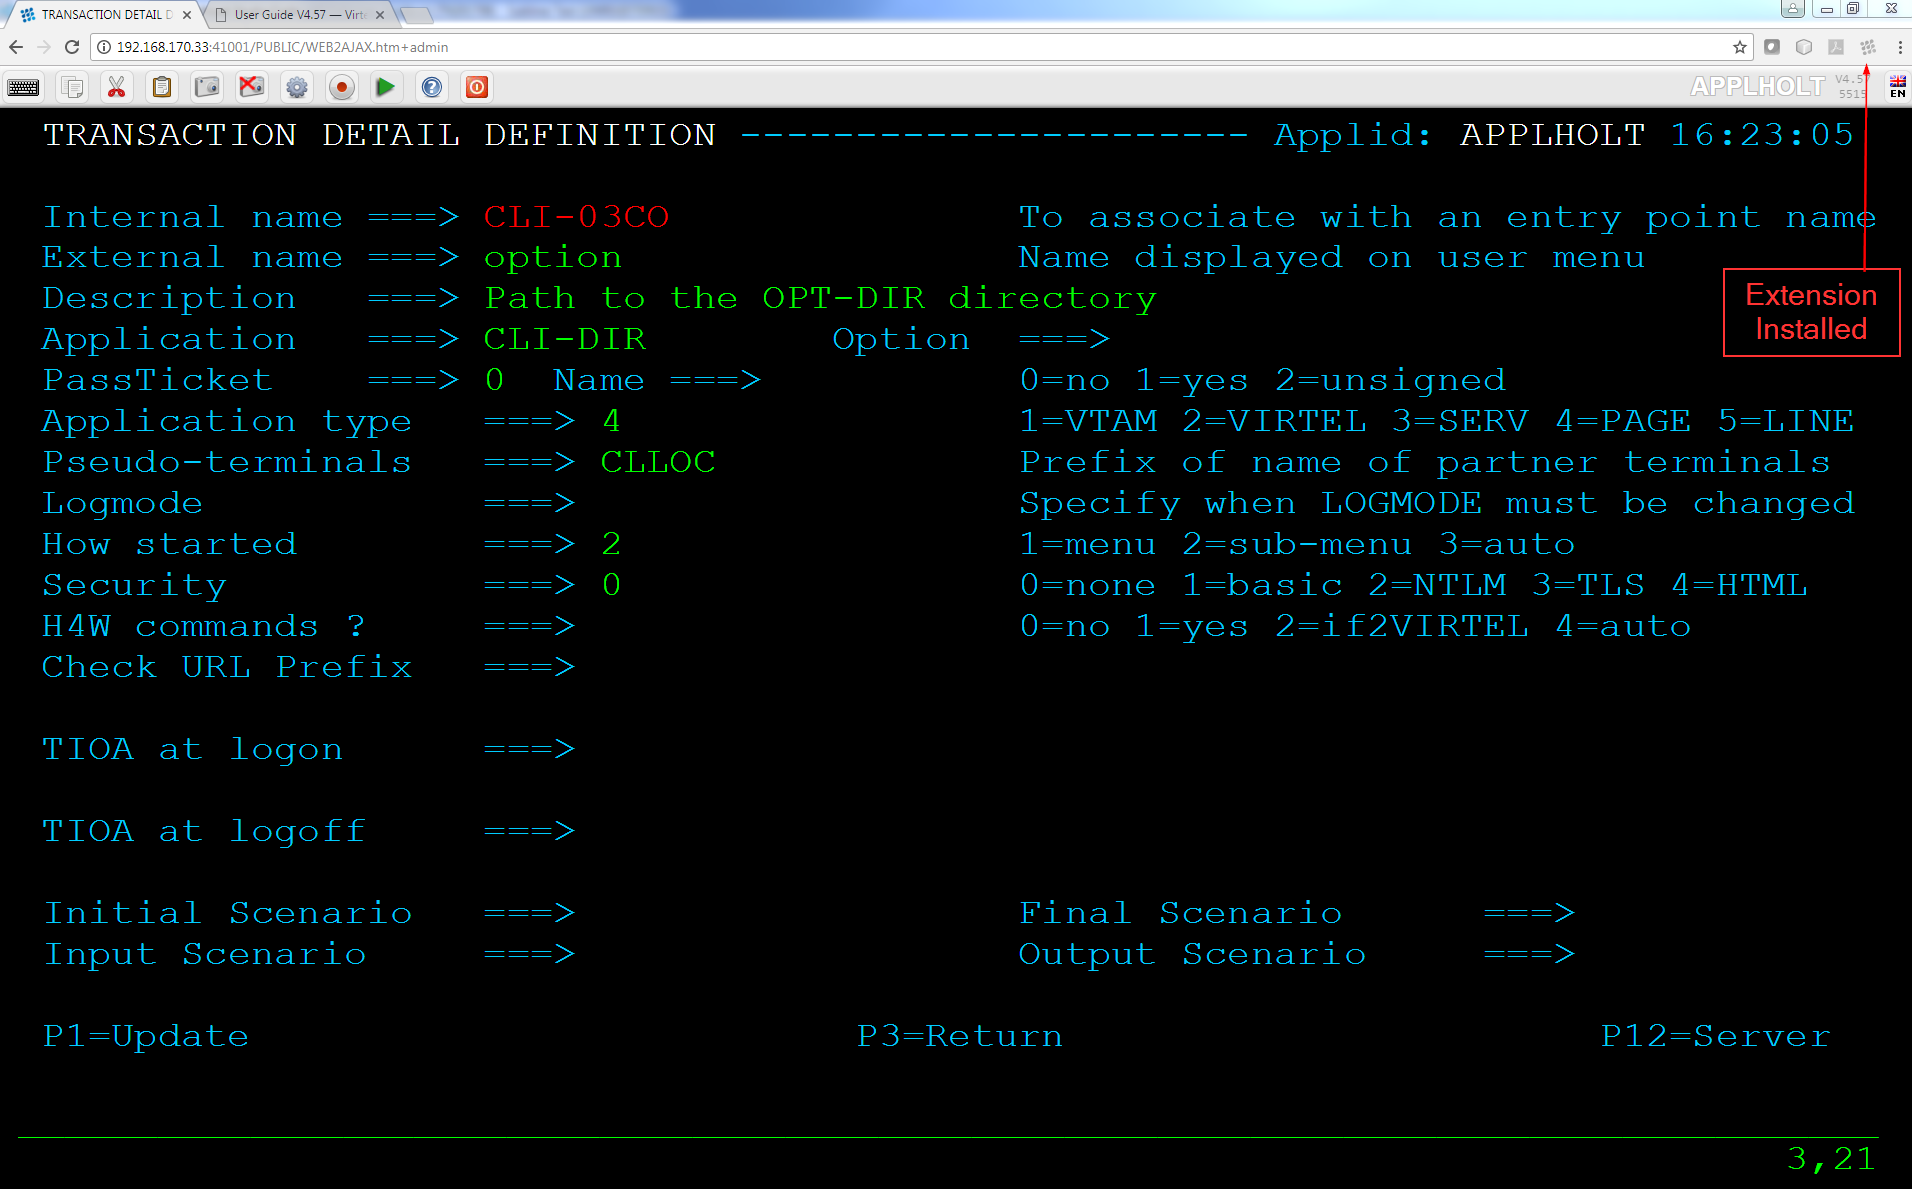 TRANSACTION DETAIL D
User Guide V4.57 — Virte
192.168.170.33:41001/PUBLIC/WEB2AJAX.htm+admin
APPLHOLT
V4.5
5515
EN
TRANSACTION DETAIL DEFINITION ---------------------- Applid: APPLHOLT 16:23:05
Internal name ===> CLI-03CO To associate with an entry point name
External name ===> option Name displayed on user menu
Description ===> Path to the OPT-DIR directory
Extension
Installed
Application ===> CLI-DIR Option ===>
PassTicket ===> 0 Name ===> 0=no 1=yes 2=unsigned
Application type ===> 4 1=VTAM 2=VIRTEL 3=SERV 4=PAGE 5=LINE
Pseudo-terminals ===> CLLOC Prefix of name of partner terminals
Logmode ===> Specify when LOGMODE must be changed
How started ===> 2 1=menu 2=sub-menu 3=auto
Security ===> 0 0=none 1=basic 2=NTLM 3=TLS 4=HTML
H4W commands ? ===> 0=no 1=yes 2=if2VIRTEL 4=auto
Check URL Prefix ===>
TIOA at logon ===>
TIOA at logoff ===>
Initial Scenario ===> Final Scenario ===>
Input Scenario ===> Output Scenario ===>
P1=Update P3=Return P12=Server
3,21